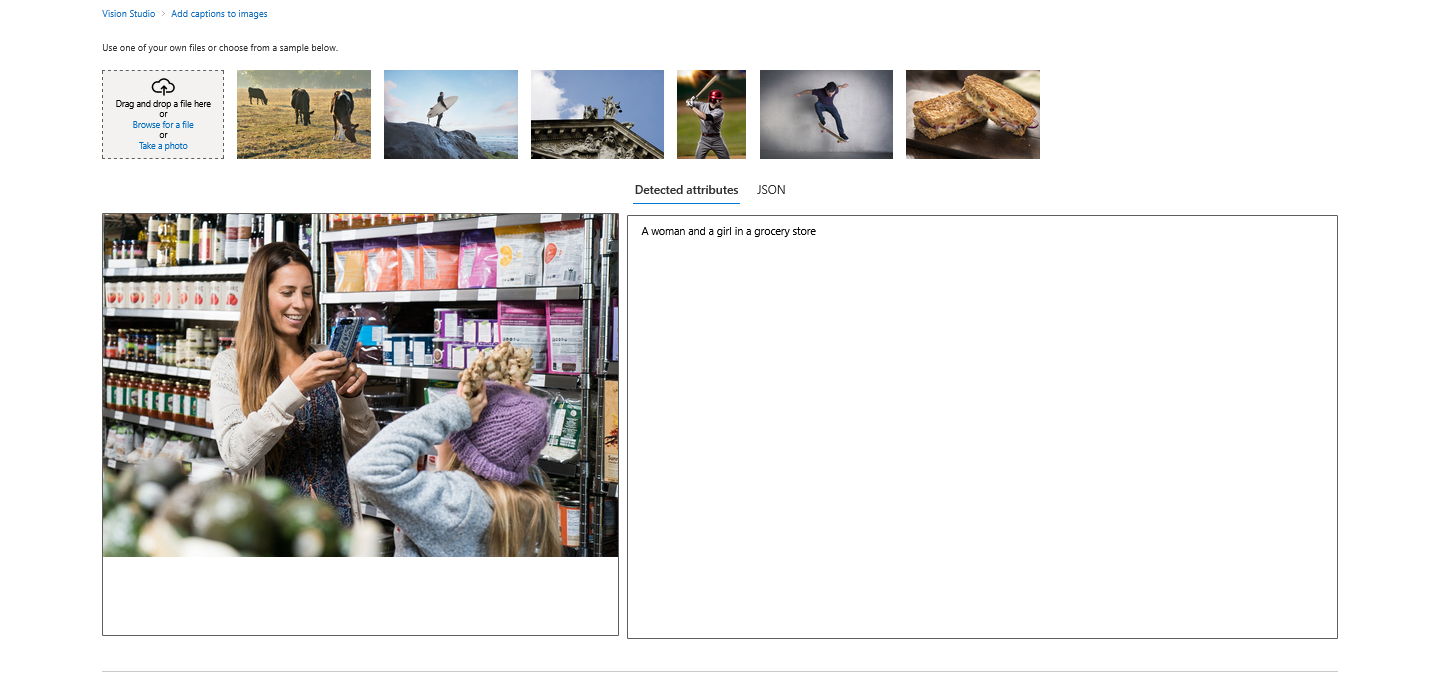 Vision Studio > Add captions to images
Use one of your own files or choose from a sample below.
Drag and drop a file here
or
Browse for a file
or
Take a photo
Detected attributes JSON
A woman and a girl in a grocery store